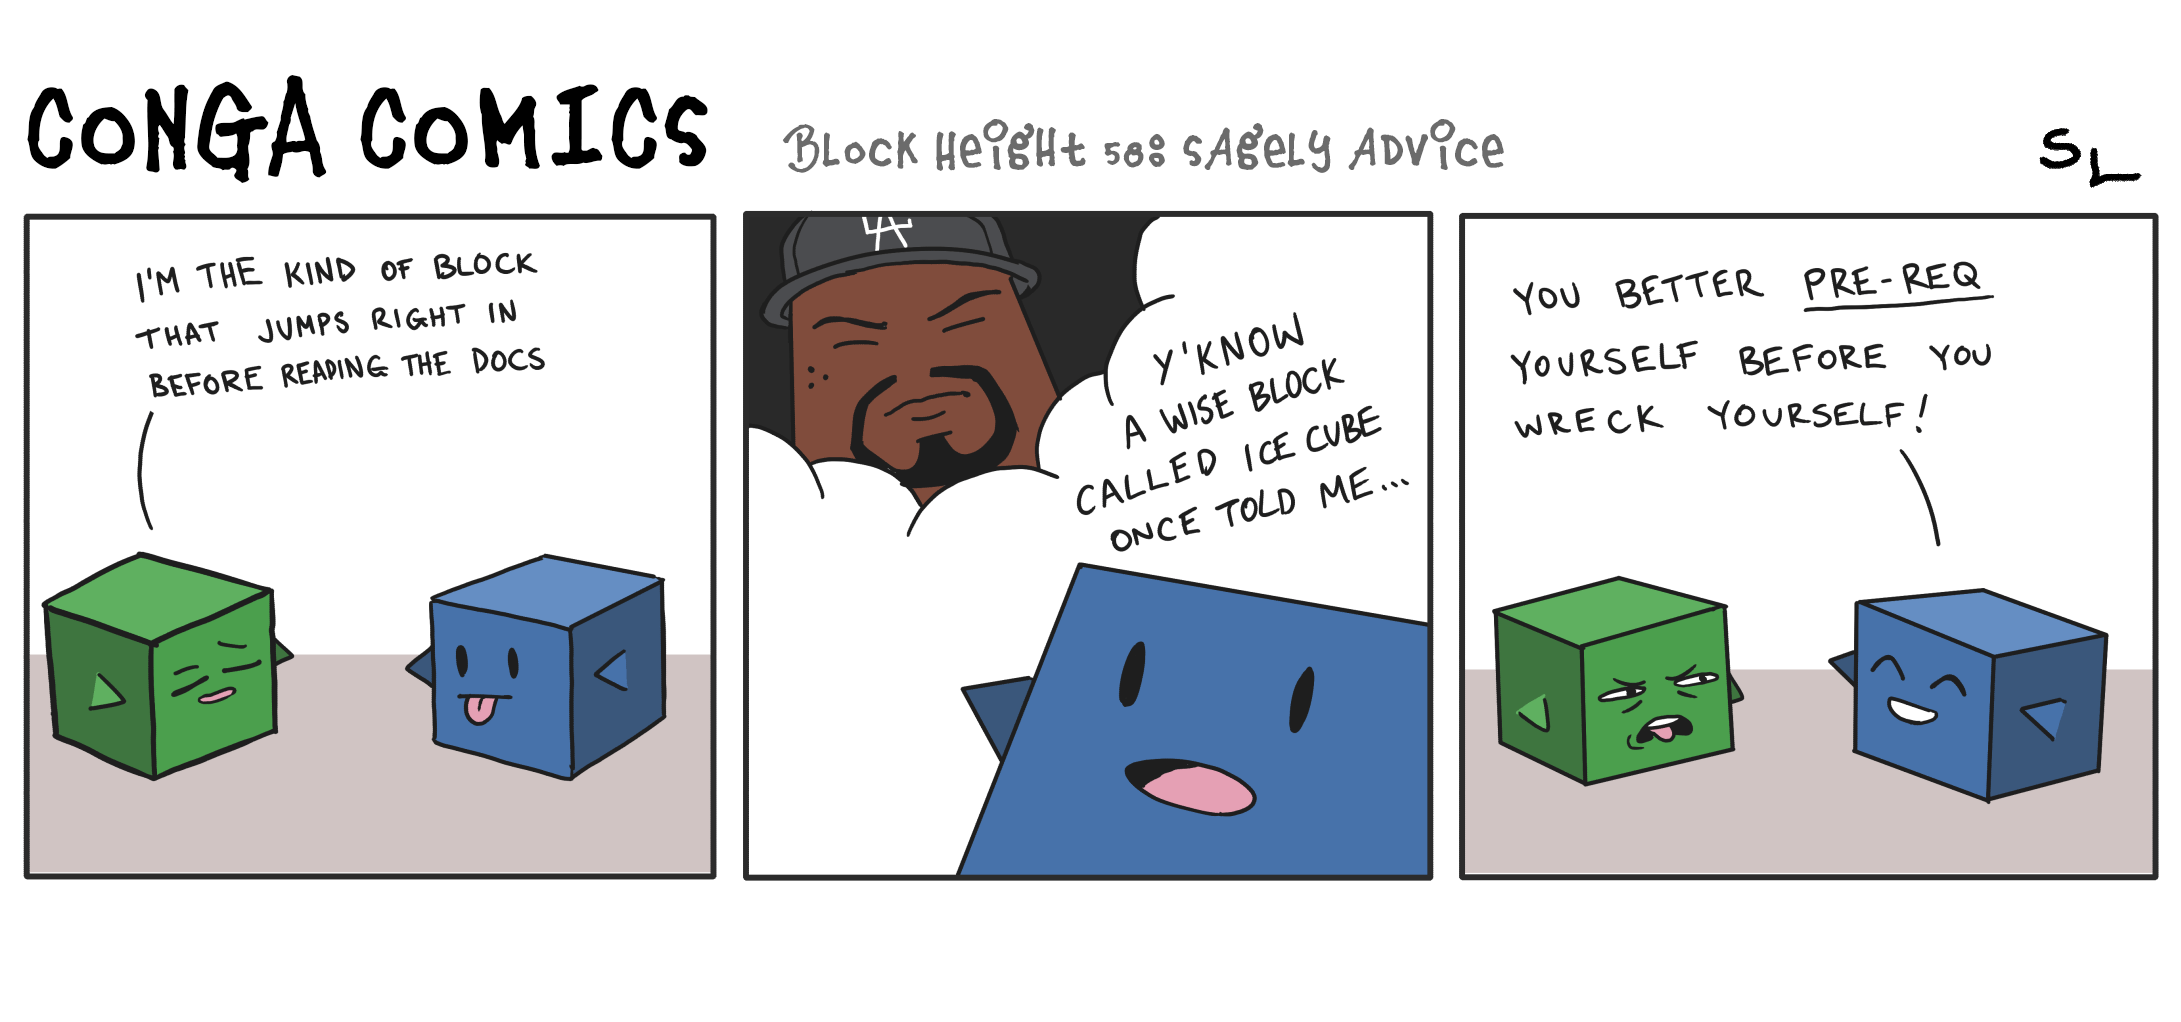 CONGA COMICS
BLOCK HEIGHT 58: SAGELY ADVICE
SL
I'M THE KIND OF BLOCK
THAT JUMPS RIGHT IN
BEFORE READING THE DOCS
LA
Y'KNOW
A WISE BLOCK
CALLED ICE CUBE
ONCE TOLD ME...
YOU BETTER PRE-REQ
YOURSELF BEFORE YOU
WRECK YOURSELF!